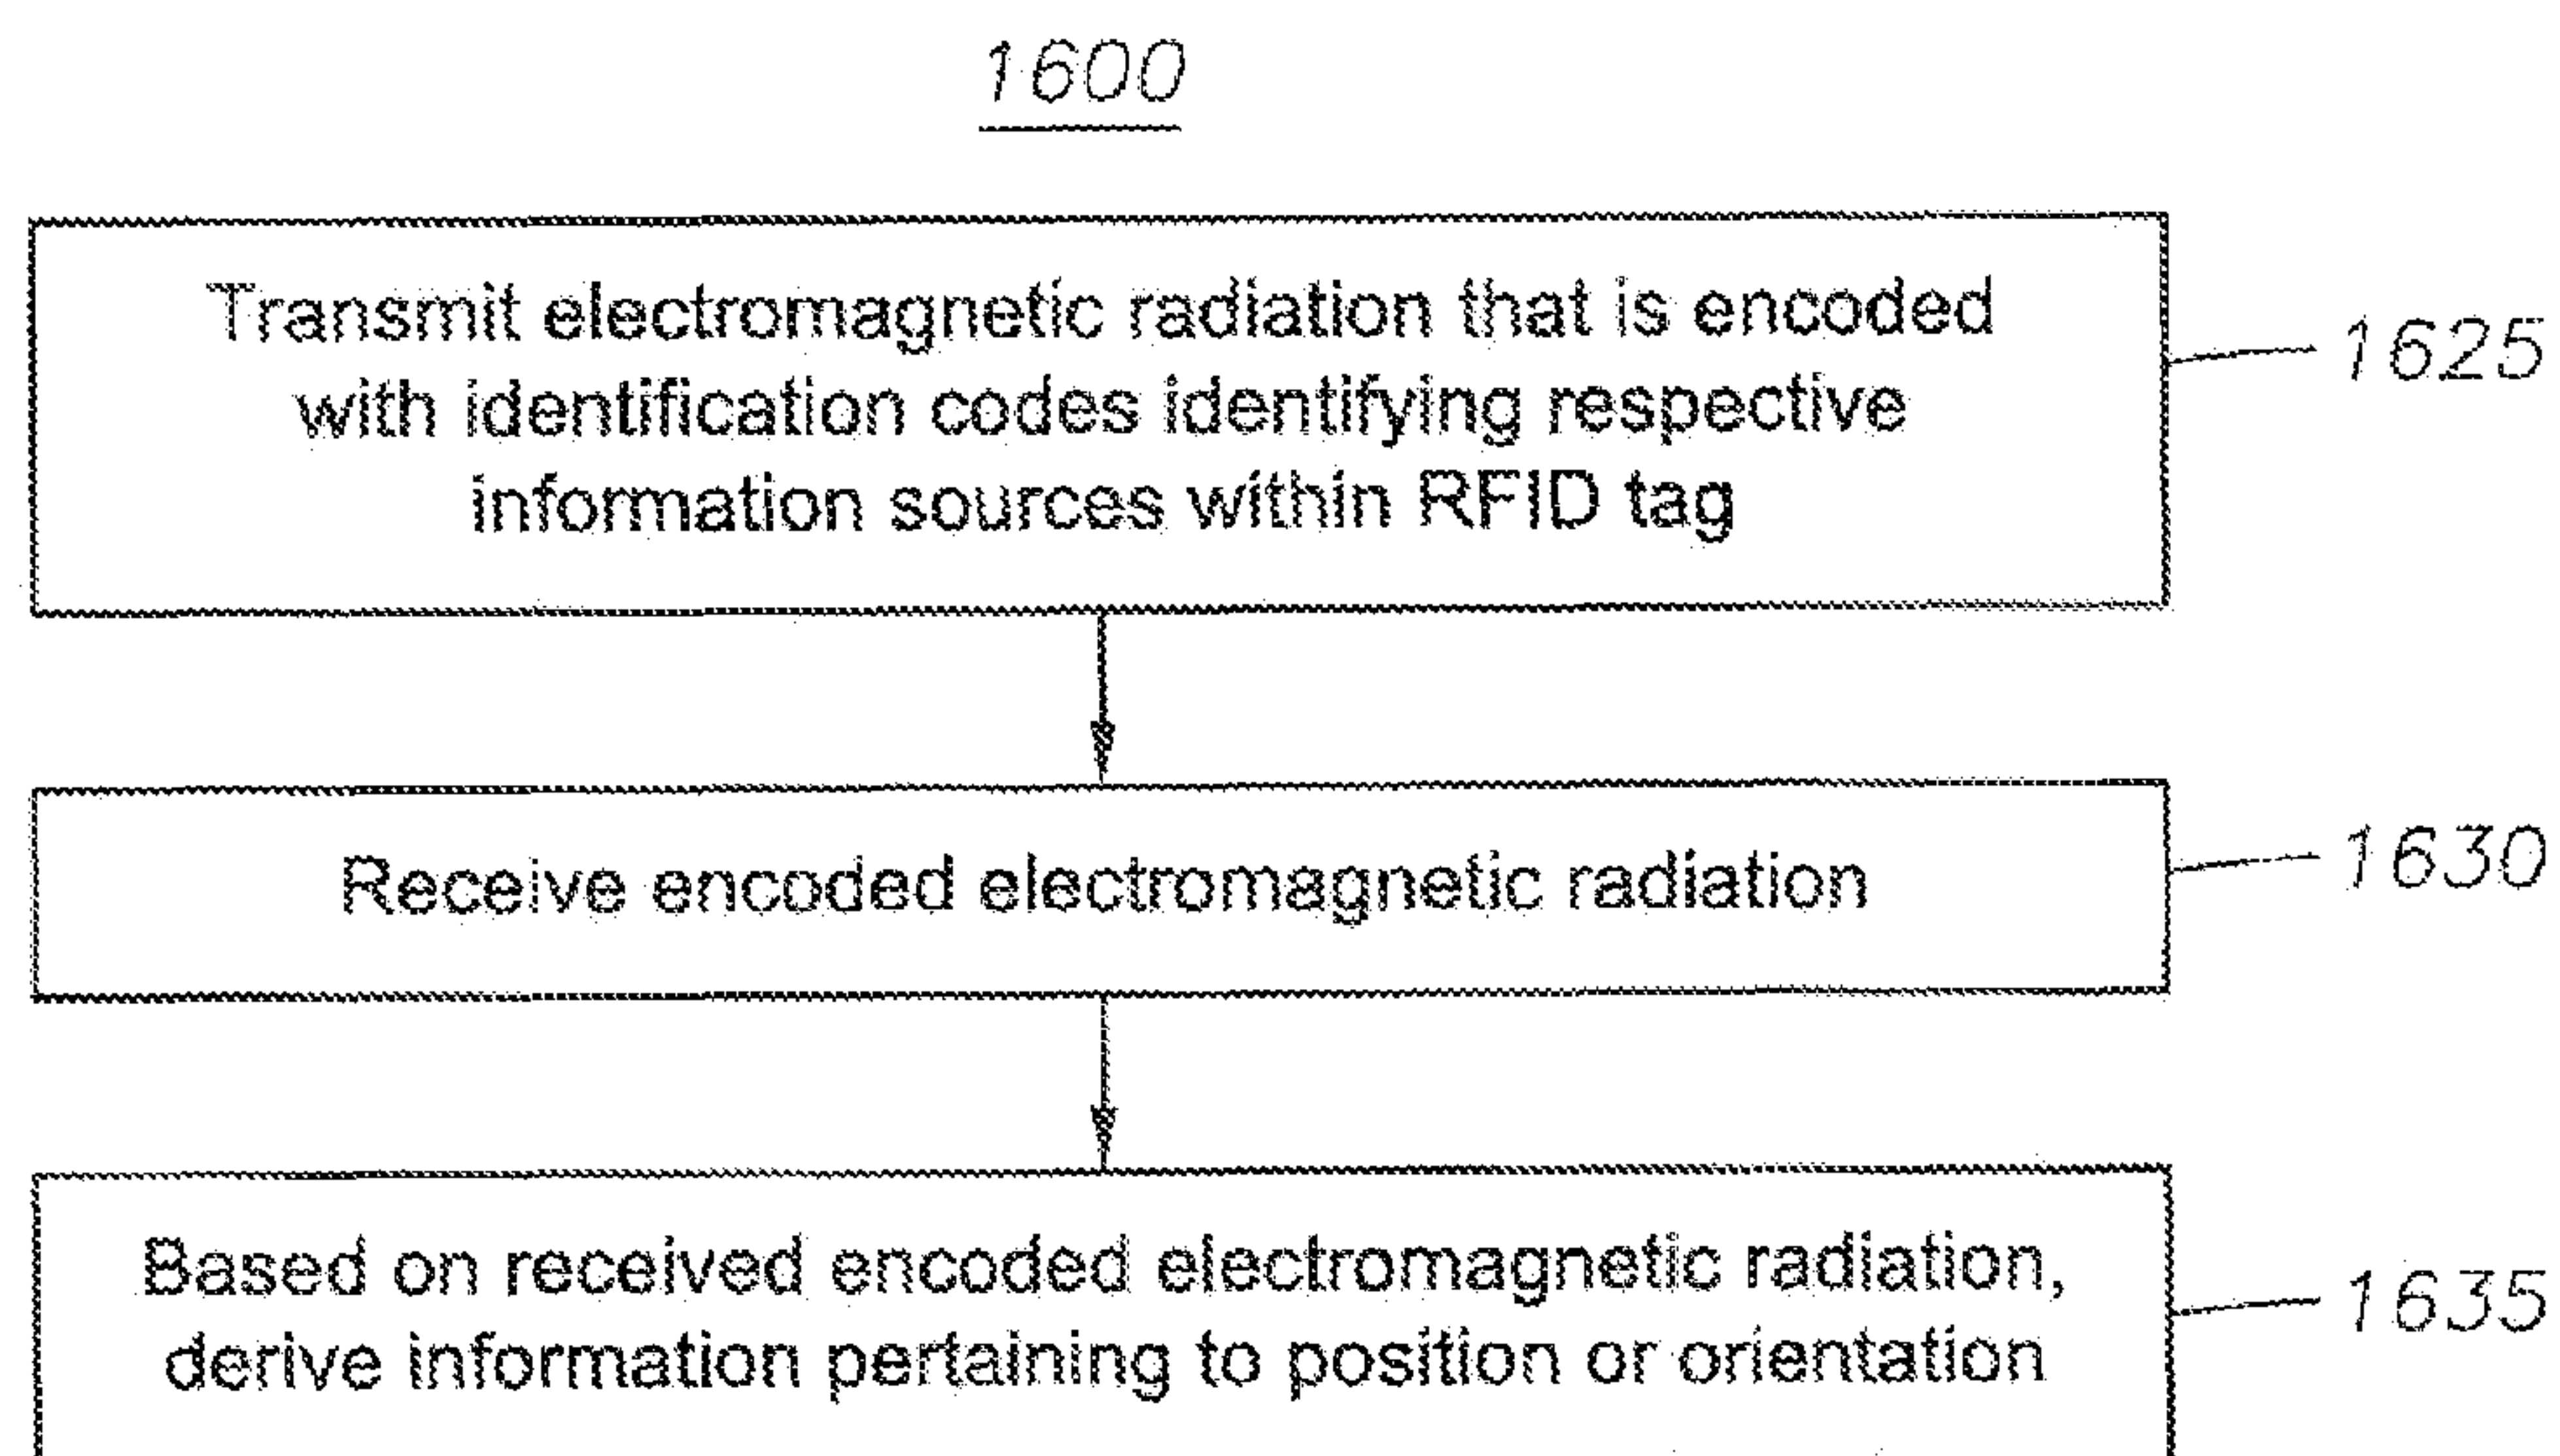 1600
Transmit electromagnetic radiation that is encoded
with identification codes identifying respective
information sources within RFID tag
1625
Receive encoded electromagnetic radiation
1630
Based on received encoded electromagnetic radiation,
derive information pertaining to position or orientation
1635